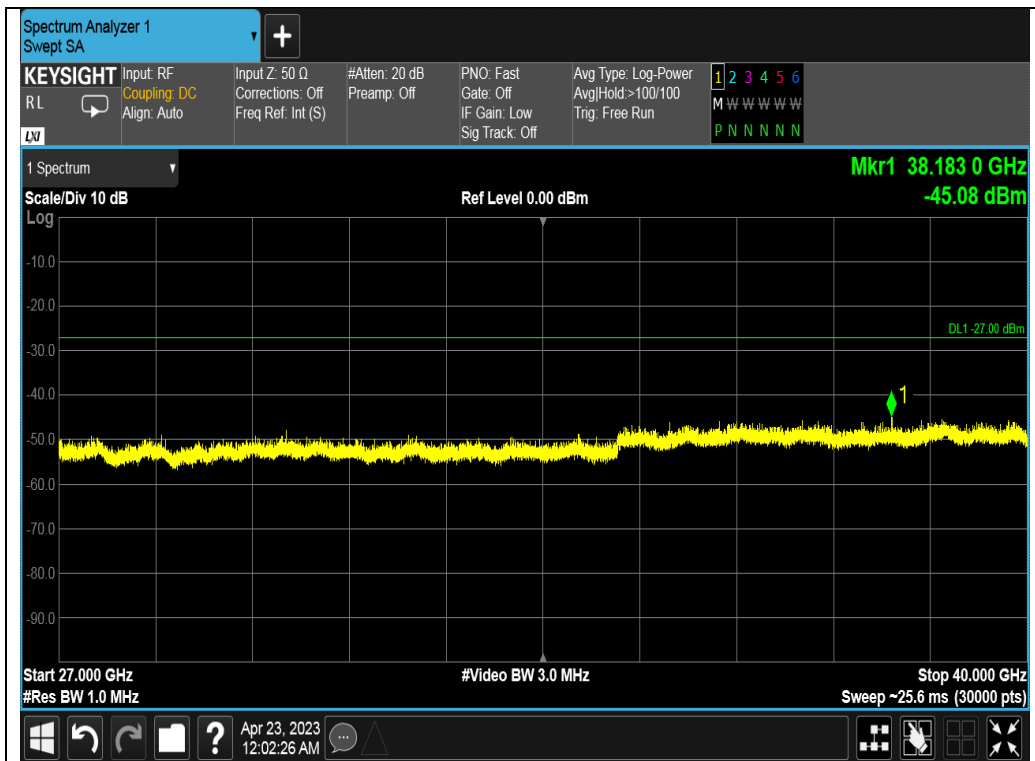 Spectrum Analyzer 1
Swept SA
+
KEYSIGHT
RL
LXI
Input: RF
Coupling: DC
Align: Auto
Input Z: 50 Ω
Corrections: Off
Freq Ref: Int (S)
#Atten: 20 dB
Preamp: Off
PNO: Fast
Gate: Off
IF Gain: Low
Sig Track: Off
Avg Type: Log-Power
Avg|Hold:>100/100
Trig: Free Run
1 2 3 4 5 6
M W W W W W
P N N N N N
1 Spectrum
Mkr1 38.183 0 GHz
-45.08 dBm
Scale/Div 10 dB
Ref Level 0.00 dBm
Log
-10.0
-20.0
DL1 -27.00 dBm
-30.0
-40.0
1
-50.0
-60.0
-70.0
-80.0
-90.0
Start 27.000 GHz
#Video BW 3.0 MHz
Stop 40.000 GHz
#Res BW 1.0 MHz
Sweep ~25.6 ms (30000 pts)
?
Apr 23, 2023
12:02:26 AM